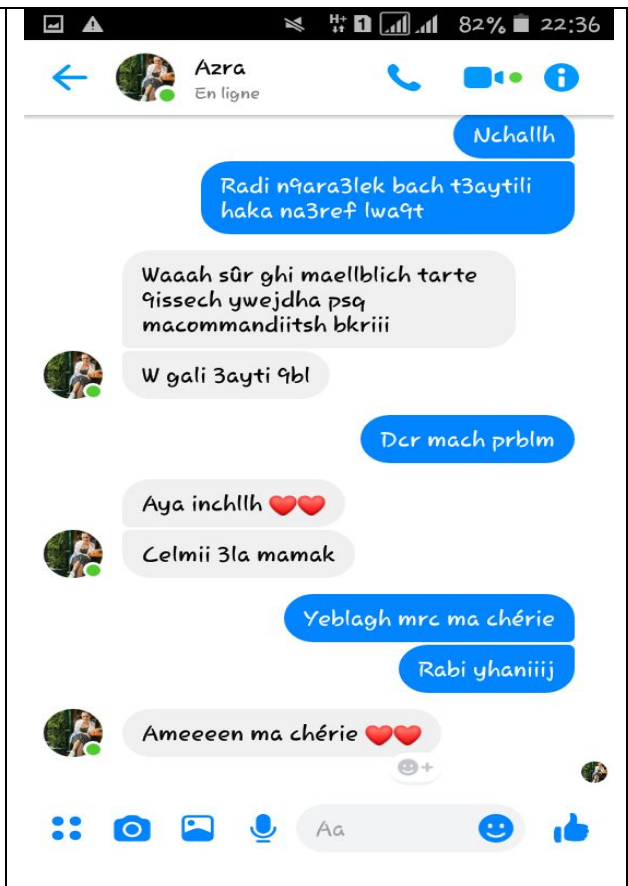 82% 22:36
Azra
En ligne
Nchallh
Radi n9ara3lek bach t3aytili
haka na3ref lwa9t
Waaah sûr ghi maellblich tarte
9issech ywejdha psq
macommandiitsh bkriii
W gali 3ayti 9bl
Dcr mach prblm
Aya inchllh ❤❤
Celmii 3la mamak
Yeblagh mrc ma chérie
Rabi yhaniiij
Ameeeen ma chérie ❤❤
Aa